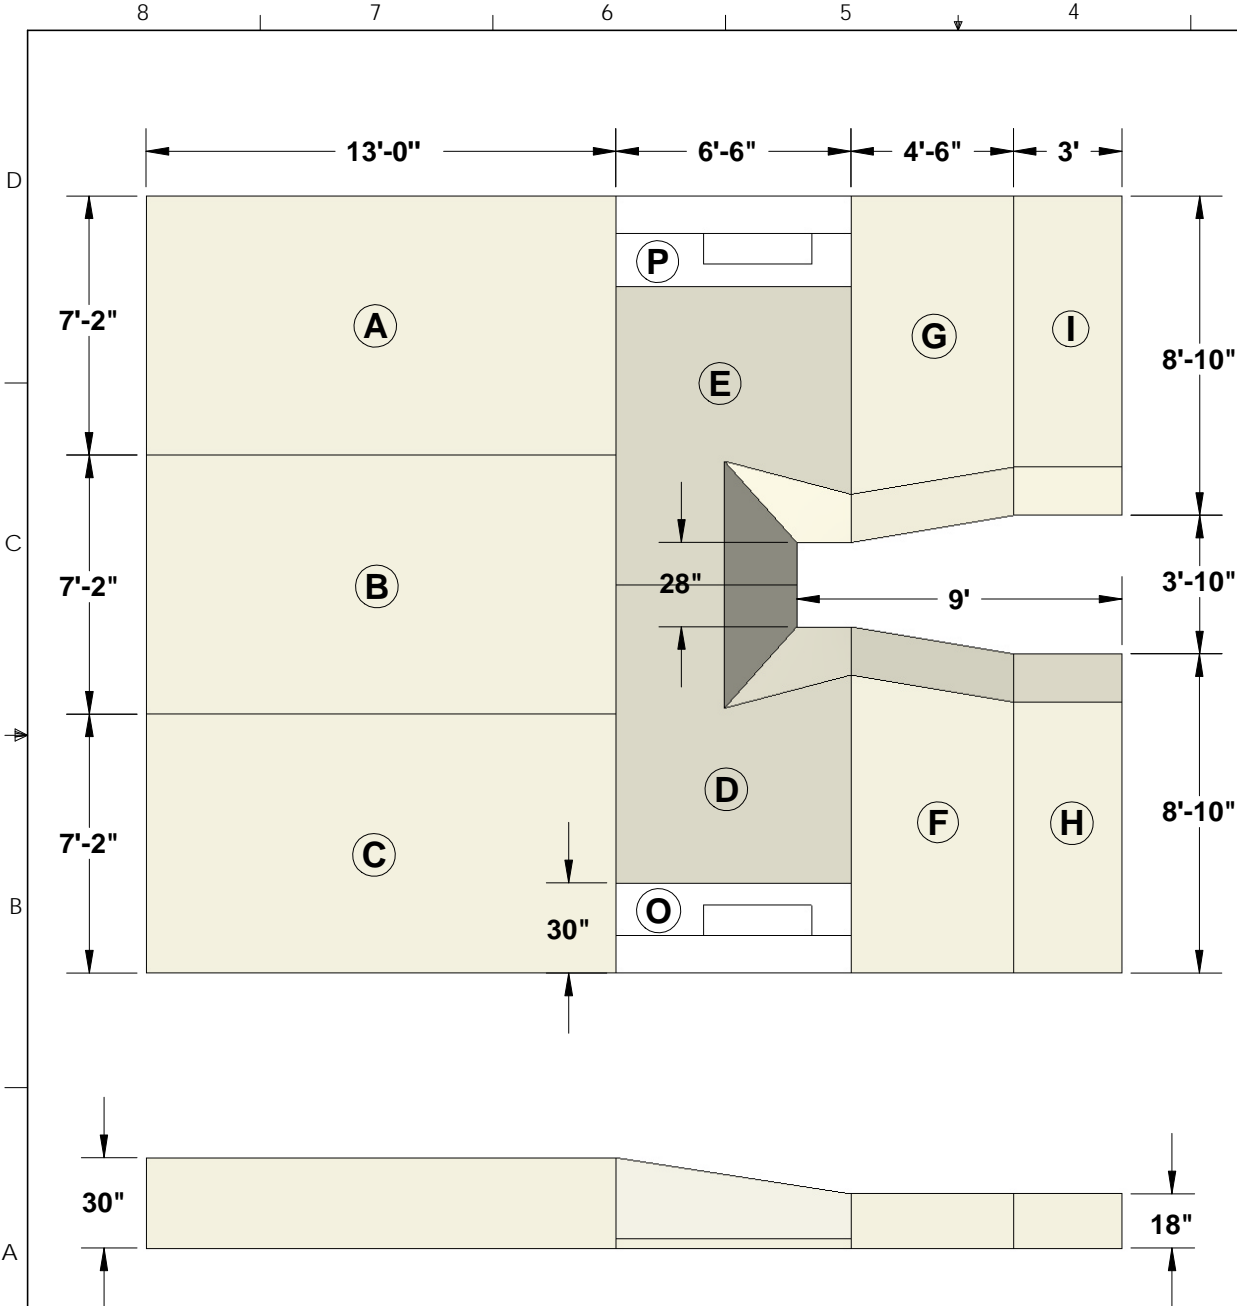 8 7 6 5 4
13'-0" 6'-6" 4'-6" 3'
D
P
7'-2" A G I
8'-10"
E
C
28"
7'-2" B 3'-10"
9'
D
F H 8'-10"
7'-2" C
B O
30"
30"
18"
A